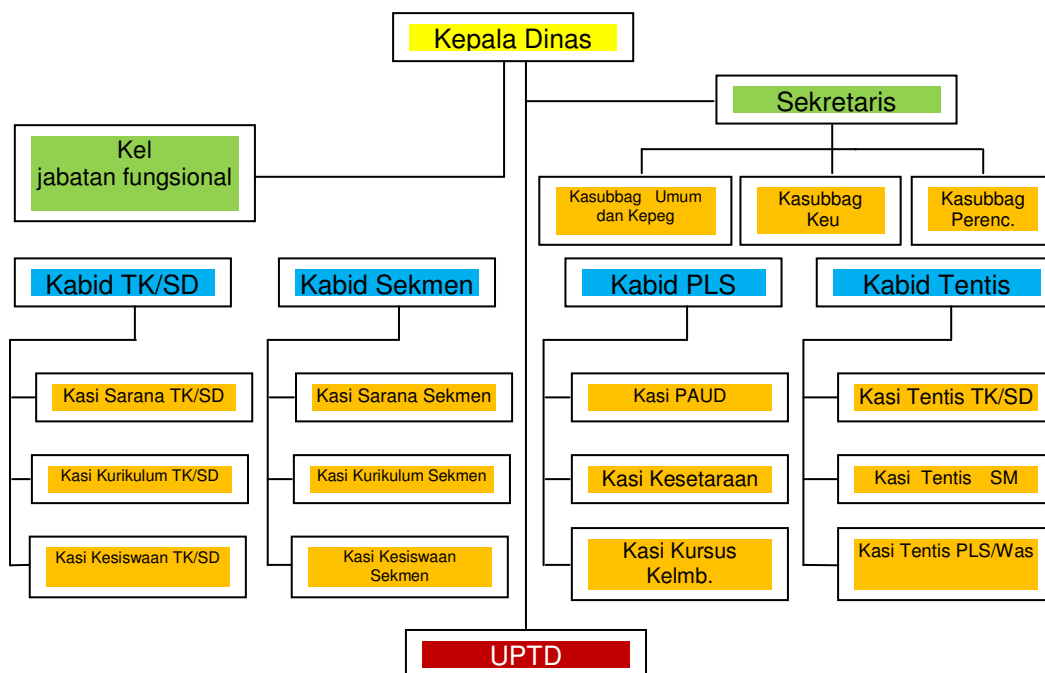 Kepala Dinas
Sekretaris
Kel
jabatan fungsional
Kasubbag Umum
dan Kepeg
Kasubbag
Keu
Kasubbag
Perenc.
Kabid TK/SD
Kabid Sekmen
Kabid PLS
Kabid Tentis
Kasi Sarana TK/SD
Kasi Sarana Sekmen
Kasi PAUD
Kasi Tentis TK/SD
Kasi Kurikulum TK/SD
Kasi Kurikulum Sekmen
Kasi Kesetaraan
Kasi Tentis SM
Kasi Kesiswaan TK/SD
Kasi Kesiswaan
Sekmen
Kasi Kursus
Kelmb.
Kasi Tentis PLS/Was
UPTD